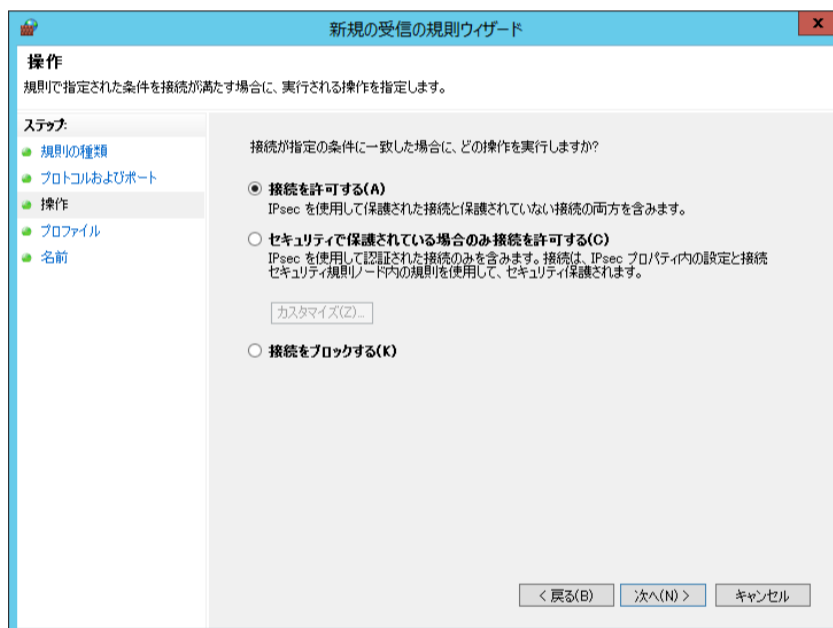 新規の受信の規則ウィザード
x
操作
規則で指定された条件を接続が満たす場合に、実行される操作を指定します。
ステップ:
規則の種類
プロトコルおよびポート
操作
プロファイル
名前
接続が指定の条件に一致した場合に、どの操作を実行しますか?
接続を許可する(A)
IPsec を使用して保護された接続と保護されていない接続の両方を含みます。
セキュリティで保護されている場合のみ接続を許可する(C)
IPsec を使用して認証された接続のみを含みます。接続は、IPsec プロパティ内の設定と接続
セキュリティ規則ノード内の規則を使用して、セキュリティ保護されます。
カスタマイズ(Z)...
接続をブロックする(K)
< 戻る(B)
次へ(N) >
キャンセル